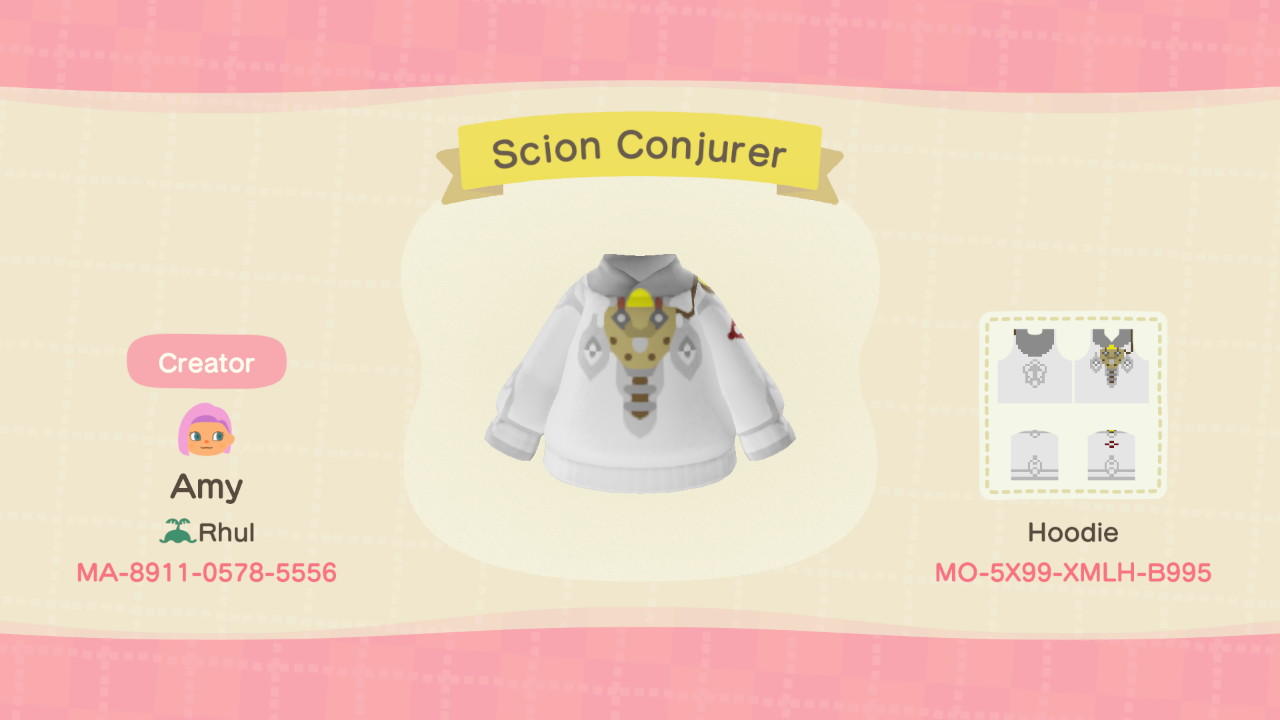 Scion Conjurer
Creator
Amy
Rhul
MA-8911-0578-5556
Hoodie
MO-5X99-XMLH-B995